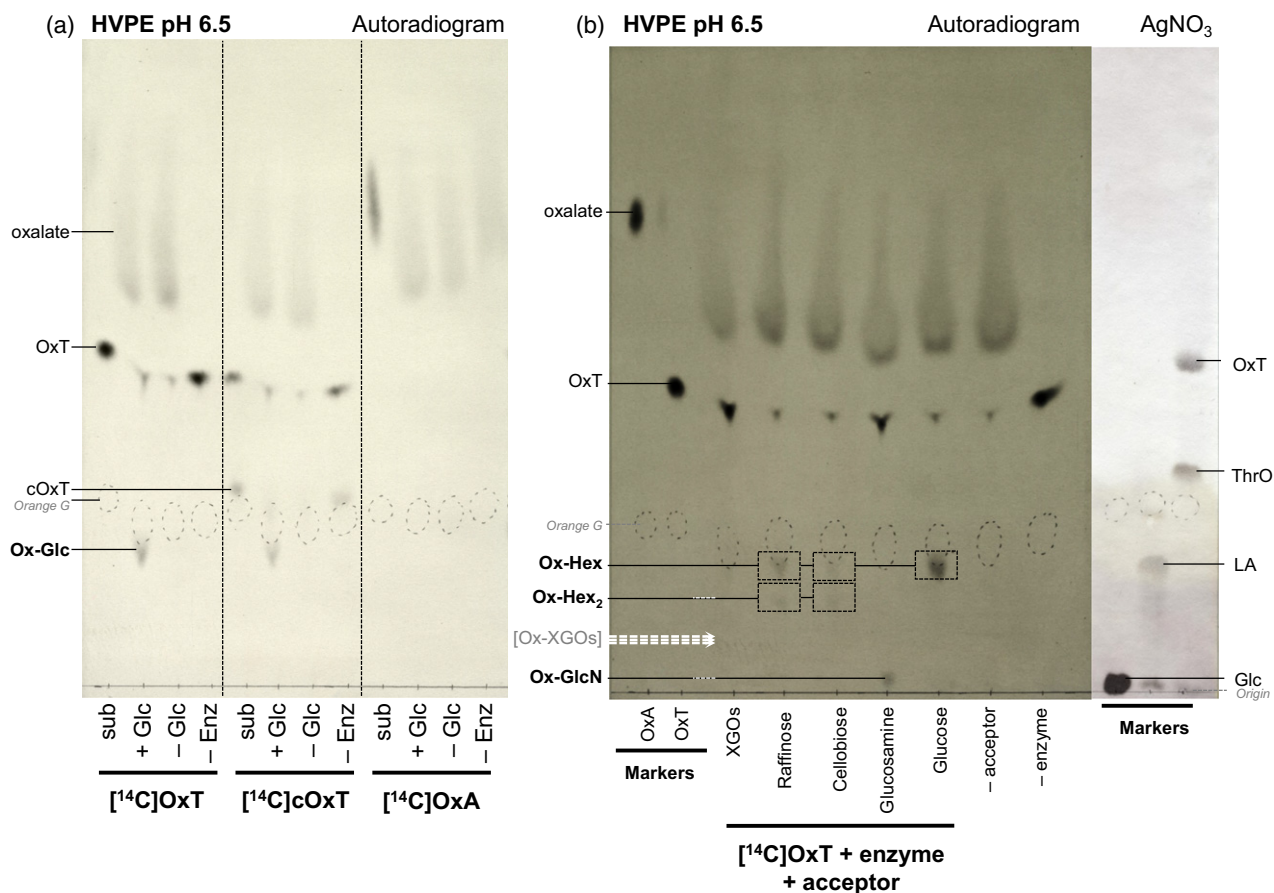 (a) HVPE pH 6.5 Autoradiogram
oxalate
OxT
cOxT
Orange G
Ox-Glc
sub
+ Glc
– Glc
– Enz
sub
+ Glc
– Glc
– Enz
sub
+ Glc
– Glc
– Enz
[¹⁴C]OxT
[¹⁴C]cOxT
[¹⁴C]OxA
(b) HVPE pH 6.5 Autoradiogram AgNO₃
oxalate
OxT
Orange G
Ox-Hex
Ox-Hex₂
[Ox-XGOs]
Ox-GlcN
OxT
ThrO
LA
Glc
Origin
OxA
OxT
XGOs
Raffinose
Cellobiose
Glucosamine
Glucose
– acceptor
– enzyme
Markers
Markers
[¹⁴C]OxT + enzyme
+ acceptor